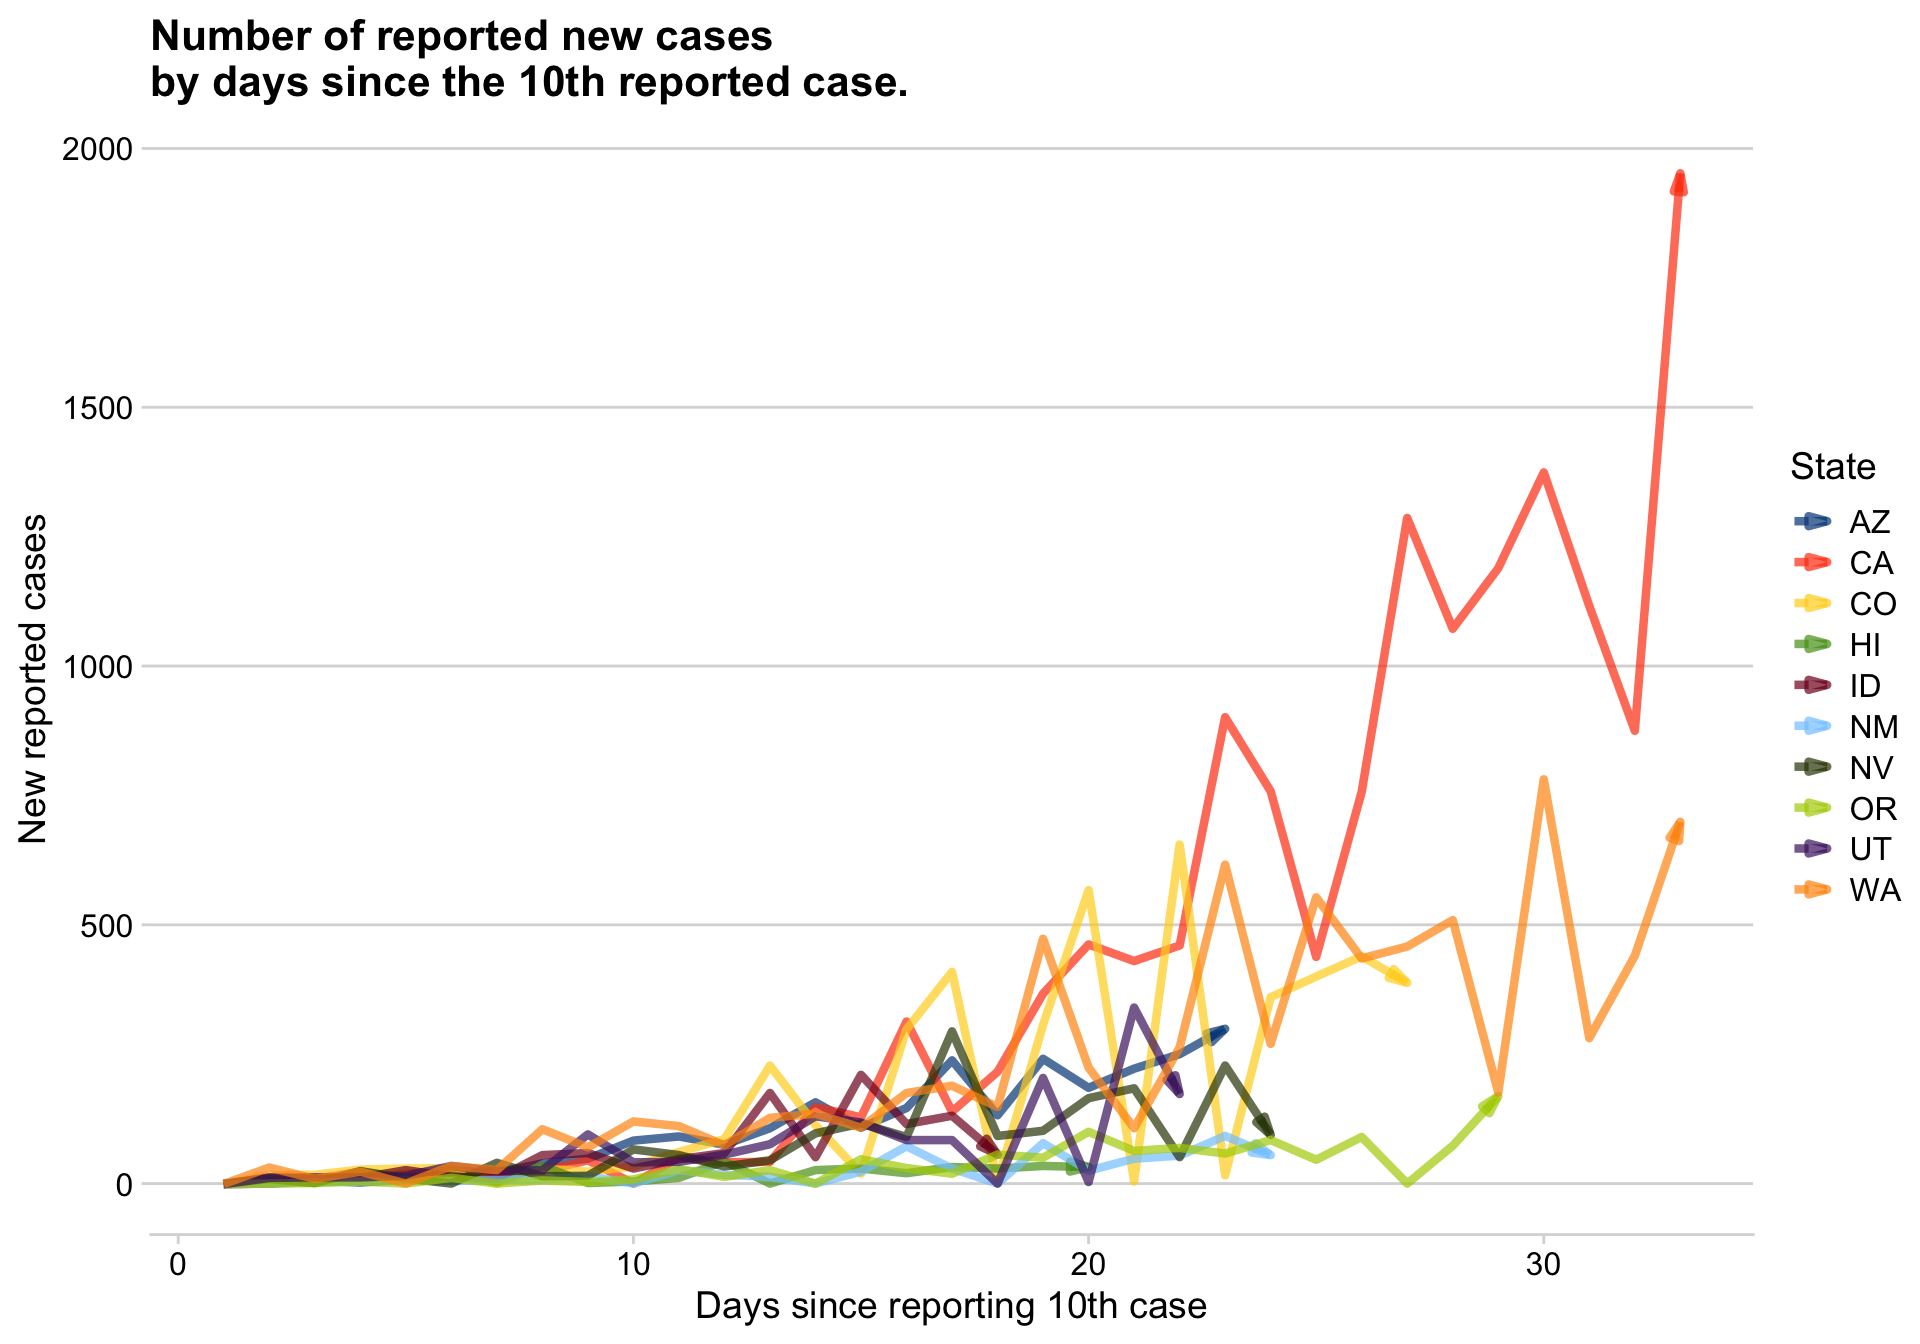 Number of reported new cases
by days since the 10th reported case.
2000
1500
1000
500
0
New reported cases
0 10 20 30
Days since reporting 10th case
State
AZ
CA
CO
HI
ID
NM
NV
OR
UT
WA